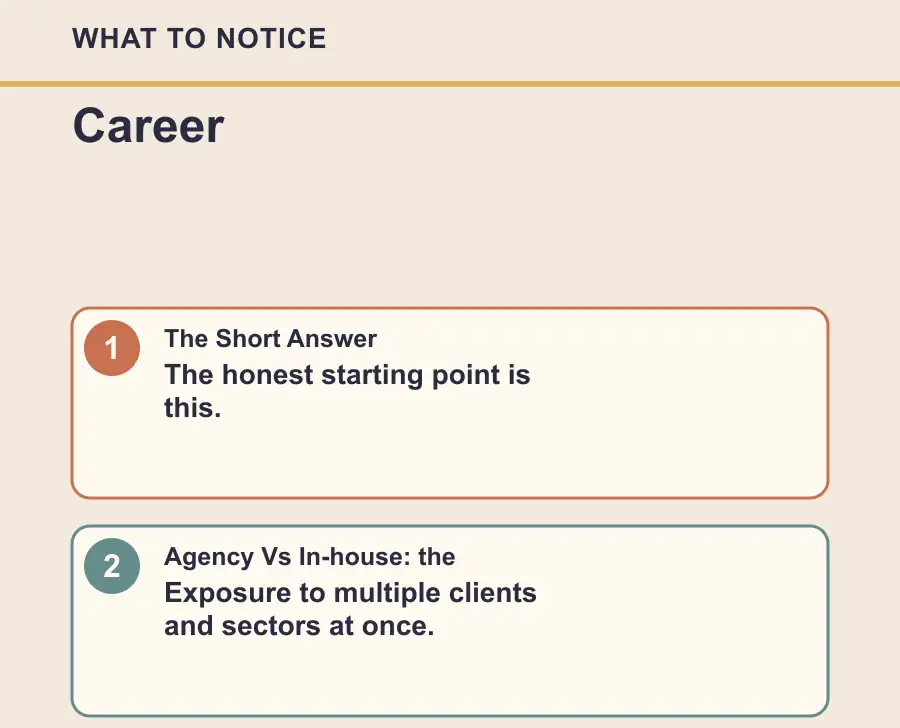 WHAT TO NOTICE
Career
1
The Short Answer
The honest starting point is
this.
2
Agency Vs In-house: the
Exposure to multiple clients
and sectors at once.